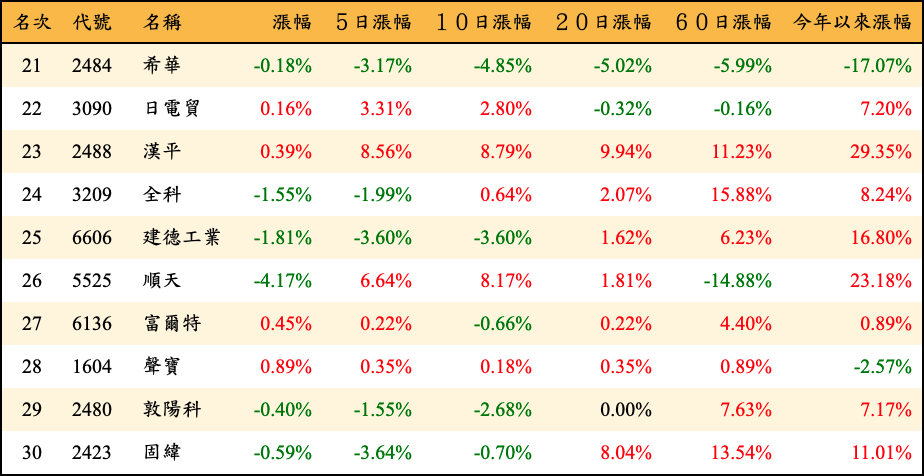 名次 代號 名稱 漲幅 ５日漲幅 １０日漲幅 ２０日漲幅 ６０日漲幅 今年以來漲幅
21 2484 希華 -0.18% -3.17% -4.85% -5.02% -5.99% -17.07%
22 3090 日電貿 0.16% 3.31% 2.80% -0.32% -0.16% 7.20%
23 2488 漢平 0.39% 8.56% 8.79% 9.94% 11.23% 29.35%
24 3209 全科 -1.55% -1.99% 0.64% 2.07% 15.88% 8.24%
25 6606 建德工業 -1.81% -3.60% -3.60% 1.62% 6.23% 16.80%
26 5525 順天 -4.17% 6.64% 8.17% 1.81% -14.88% 23.18%
27 6136 富爾特 0.45% 0.22% -0.66% 0.22% 4.40% 0.89%
28 1604 聲寶 0.89% 0.35% 0.18% 0.35% 0.89% -2.57%
29 2480 敦陽科 -0.40% -1.55% -2.68% 0.00% 7.63% 7.17%
30 2423 固緯 -0.59% -3.64% -0.70% 8.04% 13.54% 11.01%